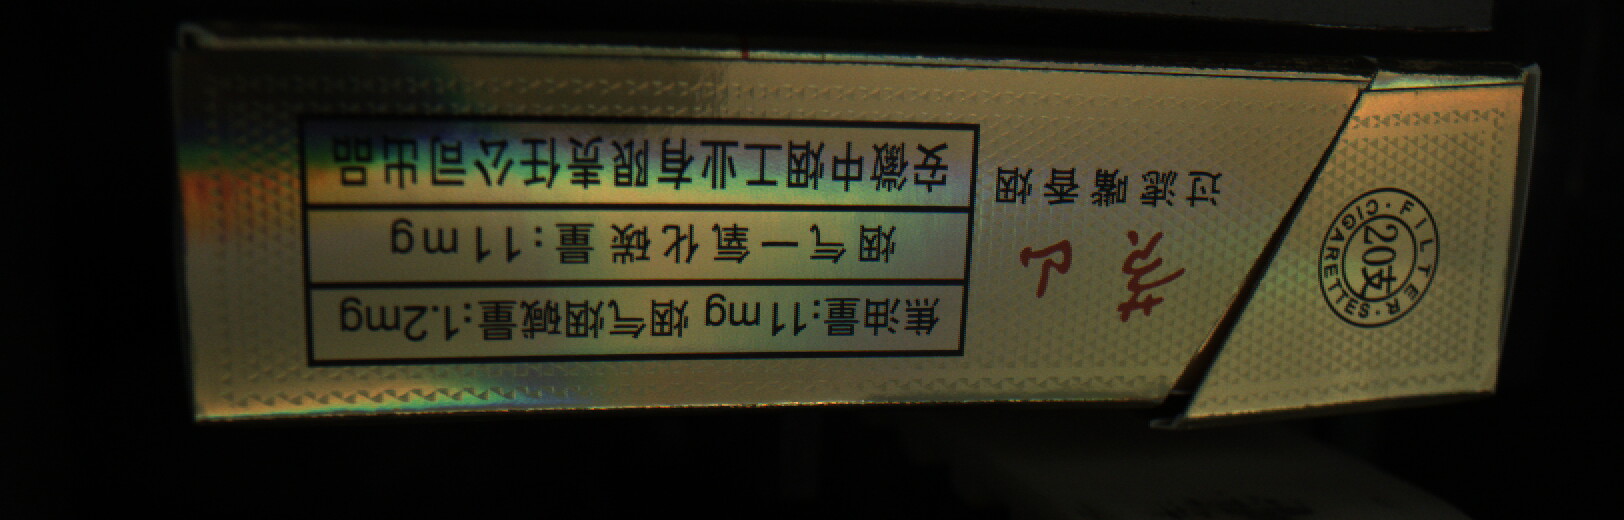 焦油量:11mg 烟气烟碱量:1.2mg
烟气一氧化碳量:11mg
安徽中烟工业有限责任公司出品
黄山
过滤嘴香烟
FILTER·CIGARETTES·
20支